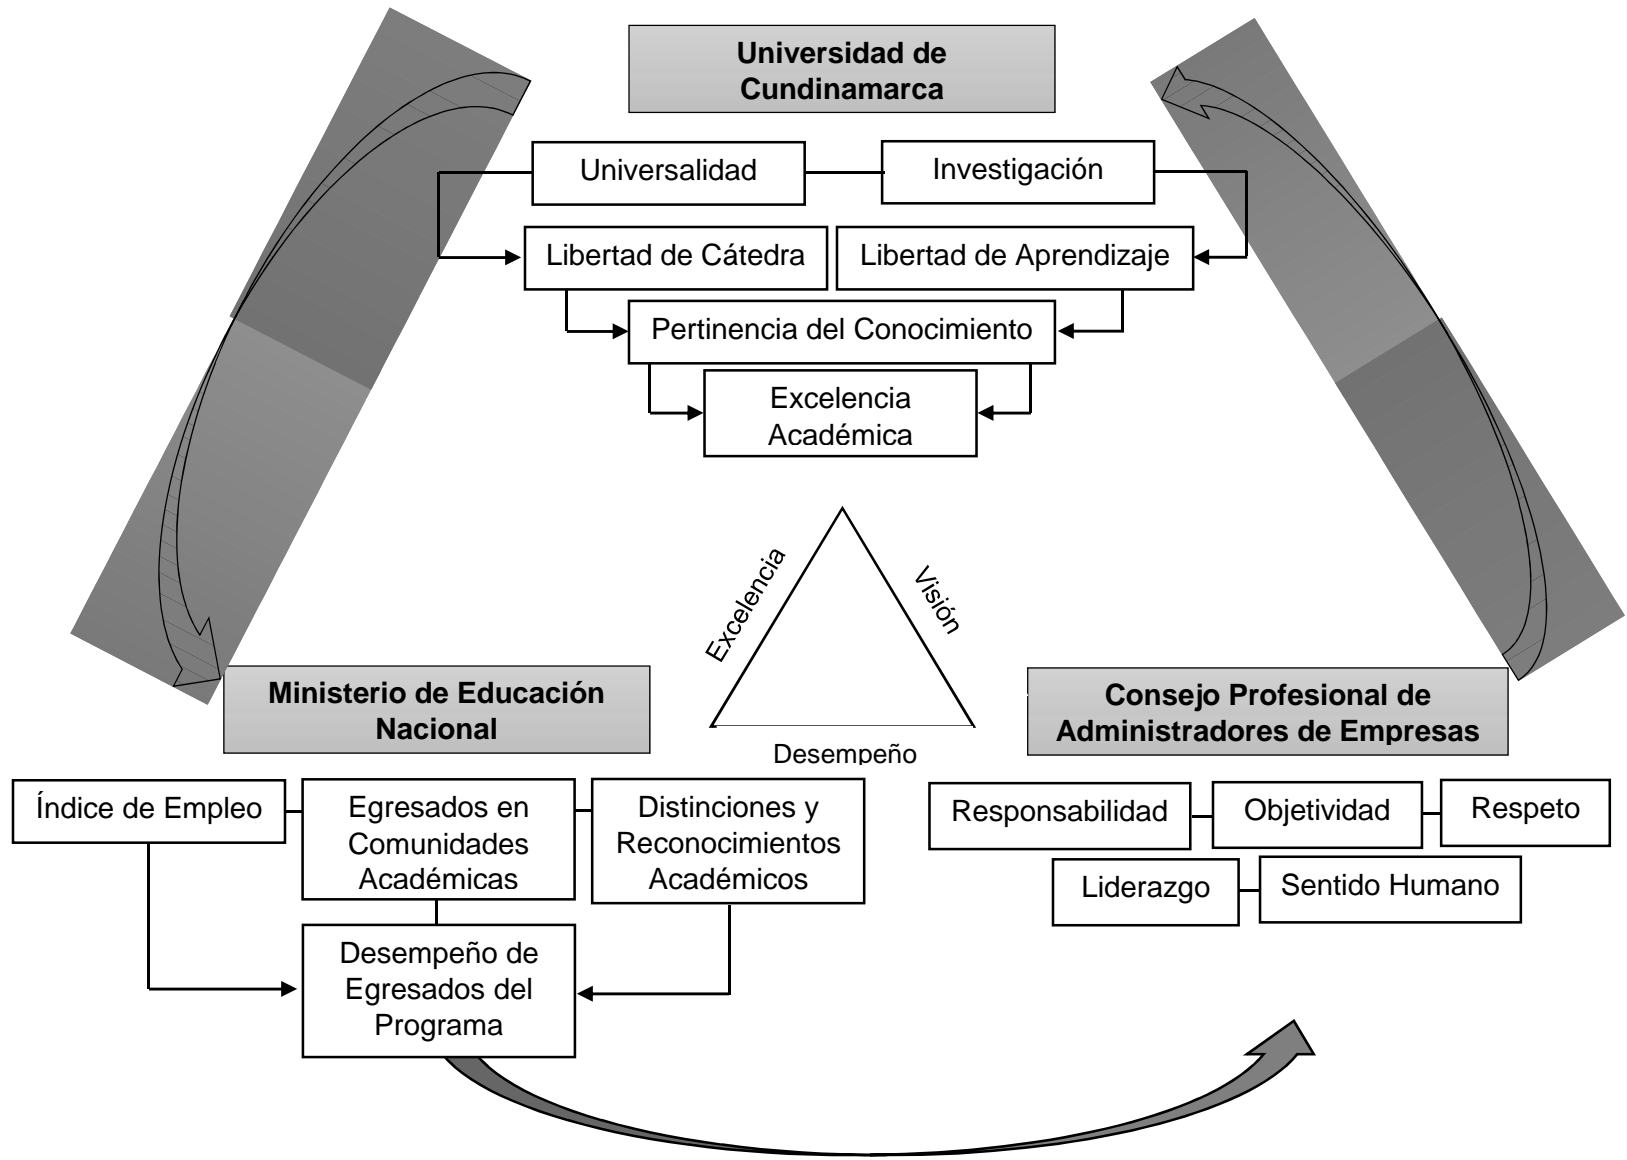 Universidad de
Cundinamarca
Universalidad
Investigación
Libertad de Cátedra
Libertad de Aprendizaje
Pertinencia del Conocimiento
Excelencia
Académica
Excelencia
Visión
Desempeño
Ministerio de Educación
Nacional
Índice de Empleo
Egresados en
Comunidades
Académicas
Distinciones y
Reconocimientos
Académicos
Desempeño de
Egresados del
Programa
Consejo Profesional de
Administradores de Empresas
Responsabilidad
Objetividad
Respeto
Liderazgo
Sentido Humano